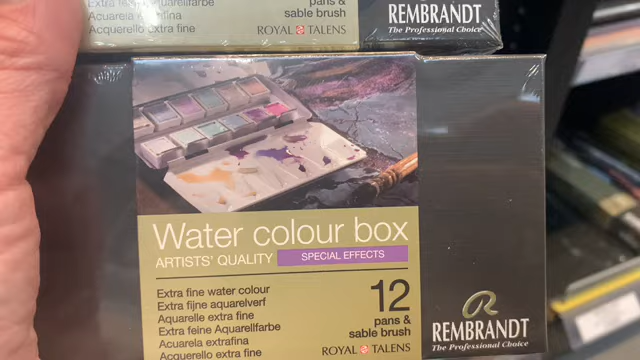 Extra feine Aquarellfarbe
Acuarela extrafina
Acquerello extra fine
pans &
sable brush
ROYAL TALENS
REMBRANDT
The Professional Choice
Water colour box
ARTISTS' QUALITY
SPECIAL EFFECTS
Extra fine water colour
Extra fijne aquarelverf
Aquarelle extra fine
Extra feine Aquarellfarbe
Acuarela extrafina
Acquerello extra fine
12
pans &
sable brush
ROYAL TALENS
R
REMBRANDT
The Professional Choice